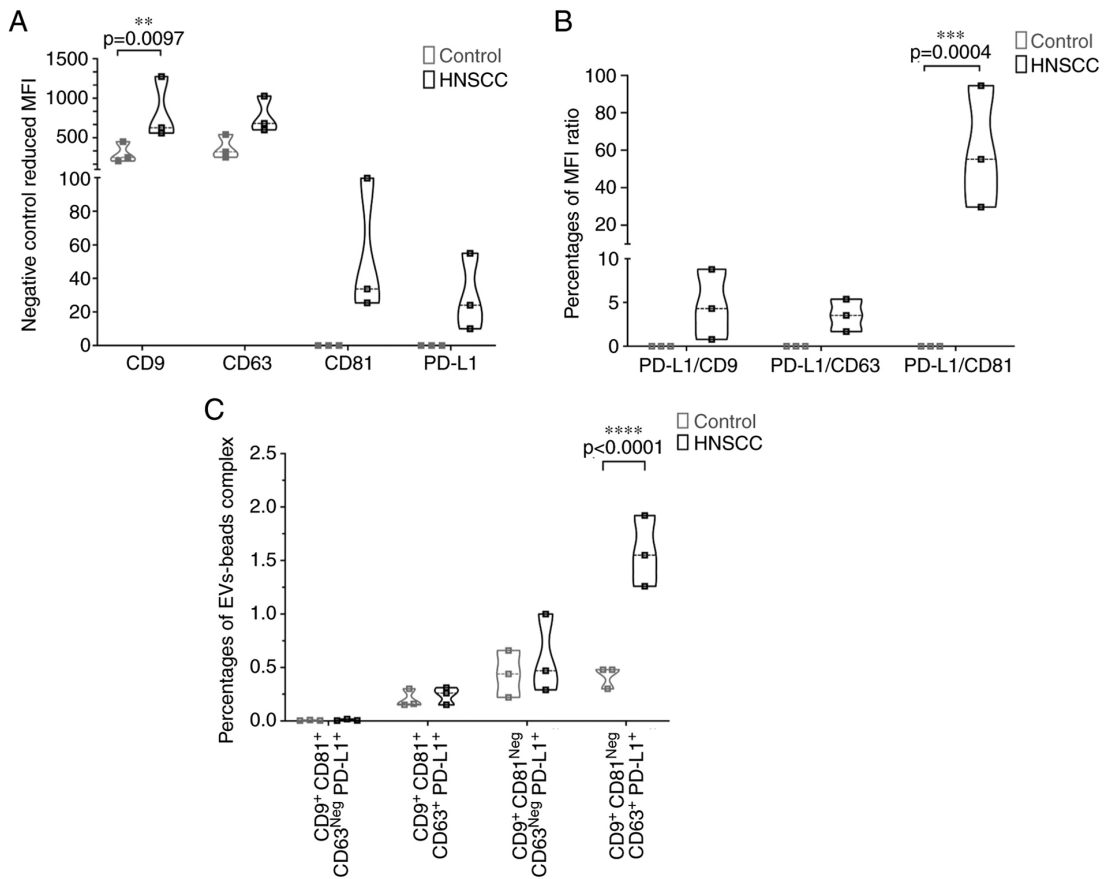 A
**
p=0.0097
Control
HNSCC
Negative control reduced MFI
1500
1000
500
100
80
60
40
20
0
CD9
CD63
CD81
PD-L1
B
***
p=0.0004
Control
HNSCC
Percentages of MFI ratio
100
80
60
40
20
10
5
0
PD-L1/CD9
PD-L1/CD63
PD-L1/CD81
C
****
p<0.0001
Control
HNSCC
Percentages of EVs-beads complex
2.5
2.0
1.5
1.0
0.5
0.0
CD9⁺ CD81⁺
CD63ᴺᵉᵍ PD-L1⁺
CD9⁺ CD81⁺
CD63⁺ PD-L1⁺
CD9⁺ CD81ᴺᵉᵍ
CD63ᴺᵉᵍ PD-L1⁺
CD9⁺ CD81ᴺᵉᵍ
CD63⁺ PD-L1⁺